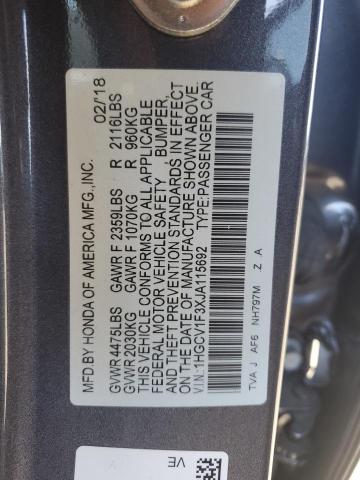 MFD.BY HONDA OF AMERICA MFG.,INC. 02/18
GVWR 4475LBS GAWR F 2359LBS R 2116LBS
GVWR 2030KG GAWR F 1070KG R 960KG
THIS VEHICLE CONFORMS TO ALL APPLICABLE
FEDERAL MOTOR VEHICLE SAFETY, BUMPER,
AND THEFT PREVENTION STANDARDS IN EFFECT
ON THE DATE OF MANUFACTURE SHOWN ABOVE.
V.I.N.:1HGCV1F3XJA115692 TYPE:PASSENGER CAR
TVA J AF6 NH797M Z A
VE